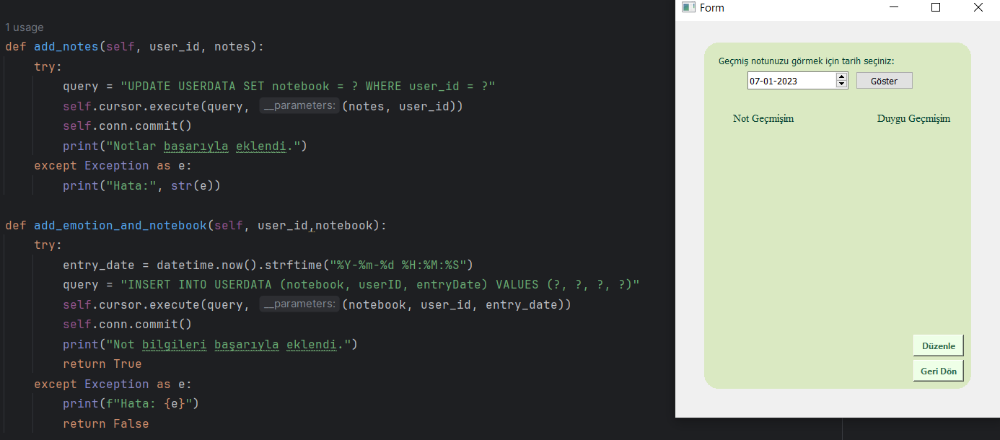 1 usage
def add_notes(self, user_id, notes):
try:
query = "UPDATE USERDATA SET notebook = ? WHERE user_id = ?"
self.cursor.execute(query, __parameters: (notes, user_id))
self.conn.commit()
print("Notlar başarıyla eklendi.")
except Exception as e:
print("Hata:", str(e))
def add_emotion_and_notebook(self, user_id,notebook):
try:
entry_date = datetime.now().strftime("%Y-%m-%d %H:%M:%S")
query = "INSERT INTO USERDATA (notebook, userID, entryDate) VALUES (?, ?, ?, ?)"
self.cursor.execute(query, __parameters: (notebook, user_id, entry_date))
self.conn.commit()
print("Not bilgileri başarıyla eklendi.")
return True
except Exception as e:
print(f"Hata: {e}")
return False
Form
Geçmiş notunuzu görmek için tarih seçiniz:
07-01-2023 Göster
Not Geçmişim Duygu Geçmişim
Düzenle
Geri Dön